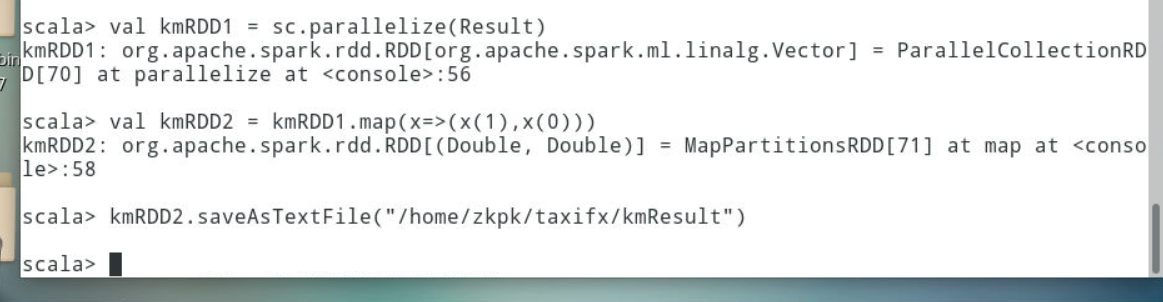 scala> val kmRDD1 = sc.parallelize(Result)
kmRDD1: org.apache.spark.rdd.RDD[org.apache.spark.ml.linalg.Vector] = ParallelCollectionRD
D[70] at parallelize at <console>:56
scala> val kmRDD2 = kmRDD1.map(x=>(x(1),x(0)))
kmRDD2: org.apache.spark.rdd.RDD[(Double, Double)] = MapPartitionsRDD[71] at map at <conso
le>:58
scala> kmRDD2.saveAsTextFile("/home/zkpk/taxifx/kmResult")
scala>
bin
7